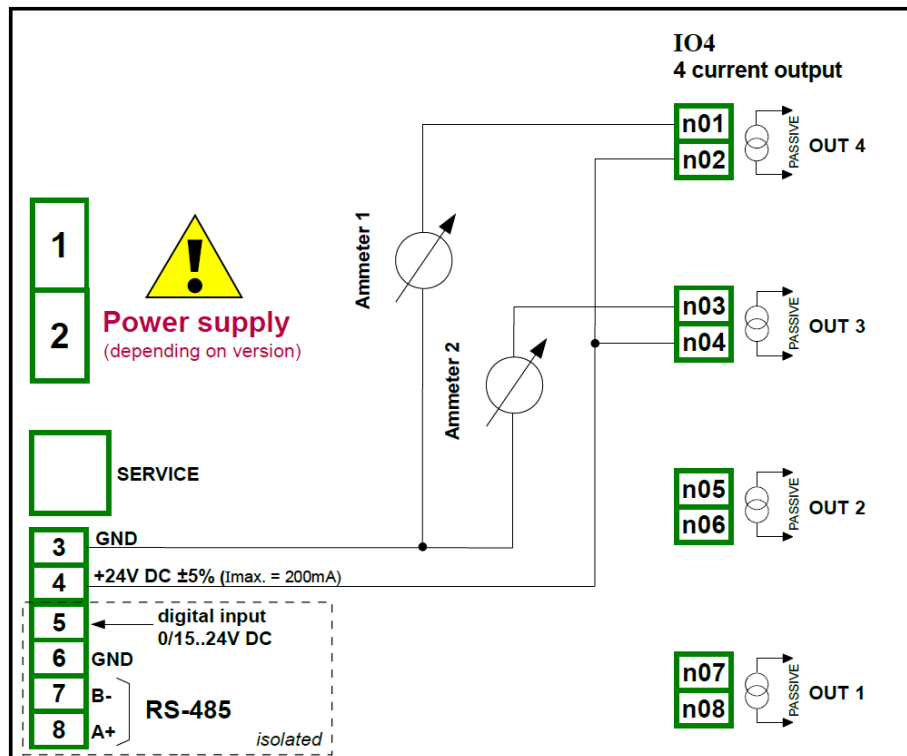 IO4
4 current output
n01
n02
PASSIVE
OUT 4
Ammeter 1
1
2
Power supply
(depending on version)
n03
n04
PASSIVE
OUT 3
Ammeter 2
SERVICE
n05
n06
PASSIVE
OUT 2
3
GND
4
+24V DC ±5% (Imax. = 200mA)
5
digital input
0/15..24V DC
6
GND
7
B-
8
A+
RS-485
isolated
n07
n08
PASSIVE
OUT 1